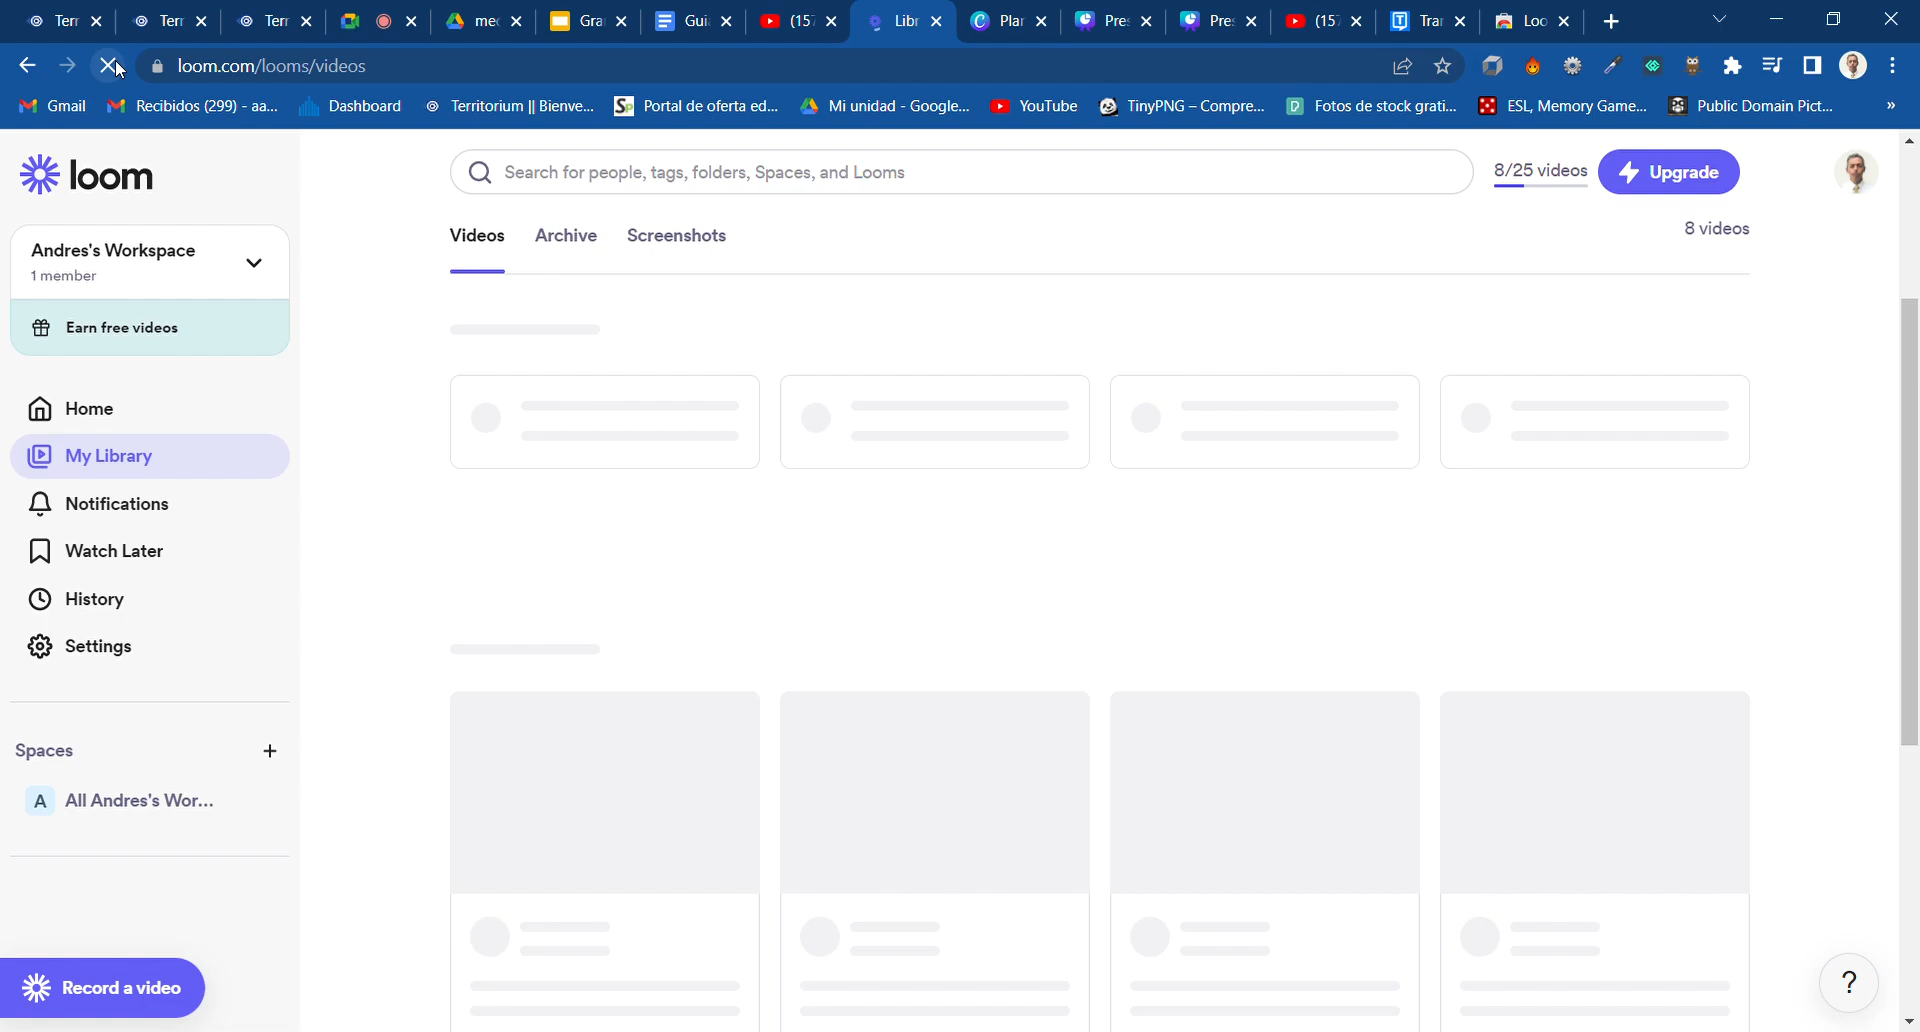 Terr
Terr
Terr
mec
Gra
Gui
(157
Libr
Plar
Pres
Pres
(157
Trar
Loo
loom.com/looms/videos
Gmail
Recibidos (299) - aa...
Dashboard
Territorium || Bienve...
Portal de oferta ed...
Mi unidad - Google...
YouTube
TinyPNG – Compre...
Fotos de stock grati...
ESL, Memory Game...
Public Domain Pict...
»
loom
Search for people, tags, folders, Spaces, and Looms
8/25 videos
Upgrade
Andres's Workspace
1 member
Videos
Archive
Screenshots
8 videos
Earn free videos
Home
My Library
Notifications
Watch Later
History
Settings
Spaces
+
A All Andres's Wor...
Record a video
?